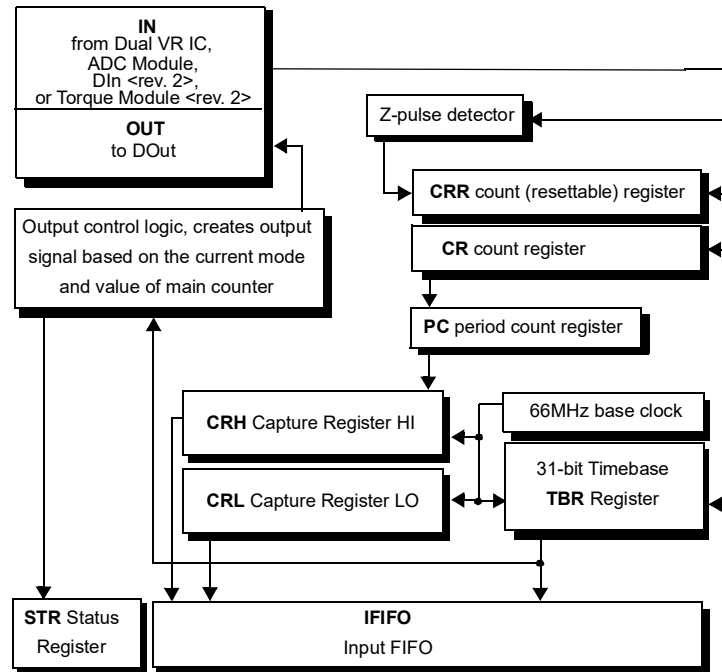 IN
from Dual VR IC,
ADC Module,
DIn <rev. 2>,
or Torque Module <rev. 2>
OUT
to DOut
Z-pulse detector
CRR count (resettable) register
CR count register
Output control logic, creates output
signal based on the current mode
and value of main counter
PC period count register
CRH Capture Register HI
66MHz base clock
CRL Capture Register LO
31-bit Timebase
TBR Register
STR Status
Register
IFIFO
Input FIFO